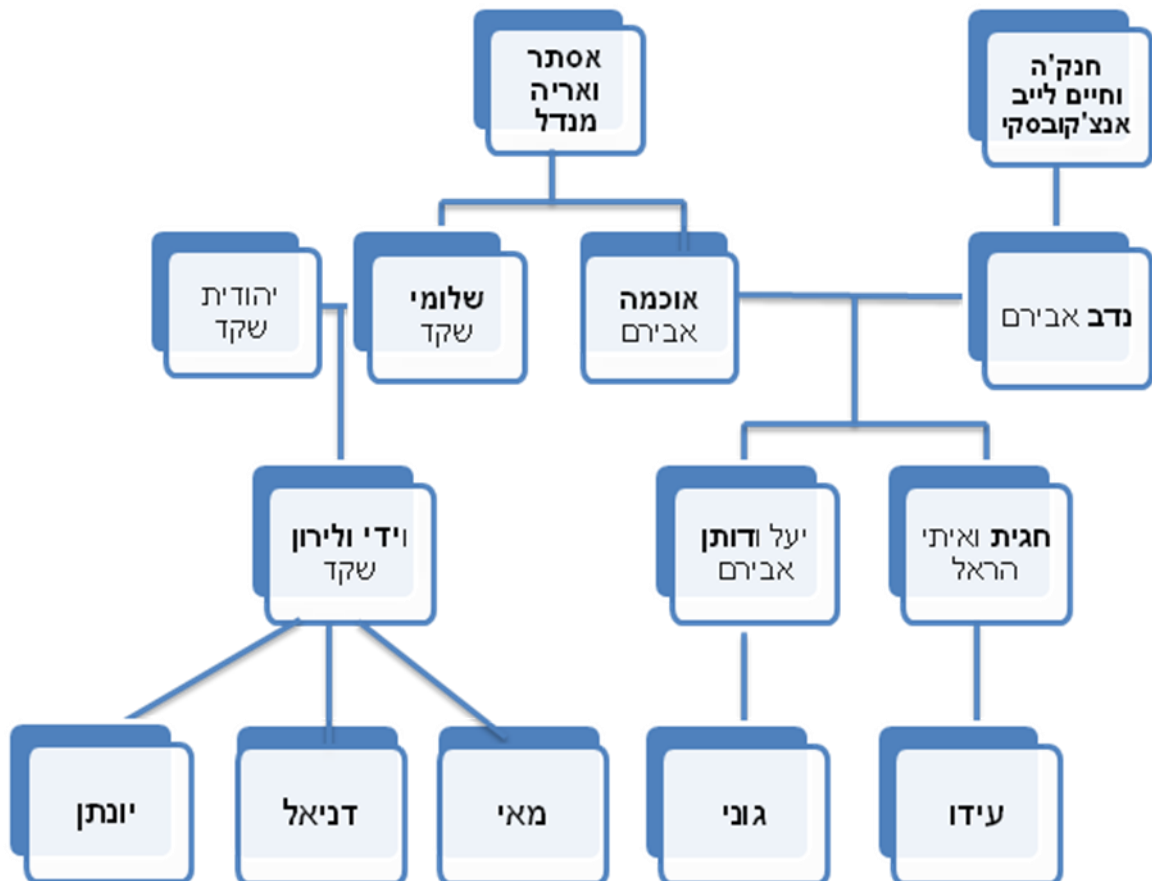 חנק'ה
וחיים לייב
אנצ'קובסקי
אסתר
ואריה
מנדל
נדב אבירם
אוכמה
אבירם
שלומי
שקד
יהודית
שקד
חגית ואיתי
הראל
יעל ודותן
אבירם
וידי ולירון
שקד
עידו
גוני
מאי
דניאל
יונתן